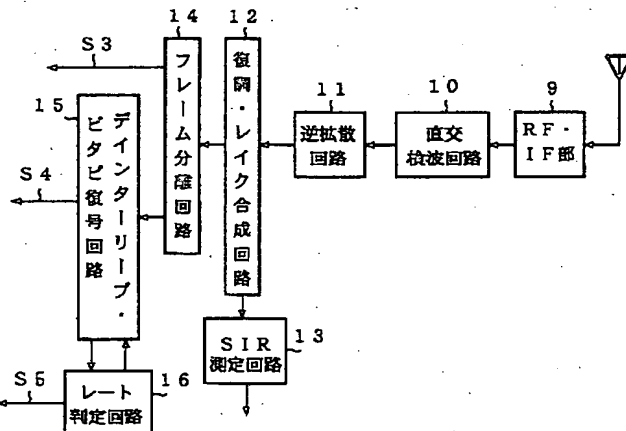 14
12
S3
フレーム分離回路
復調・レイク合成回路
11
逆拡散
回路
10
直交
検波回路
9
RF・
IF部
15
デインターリーブ・
ビタビ復号回路
S4
SIR
測定回路
13
S5
レート
判定回路
16